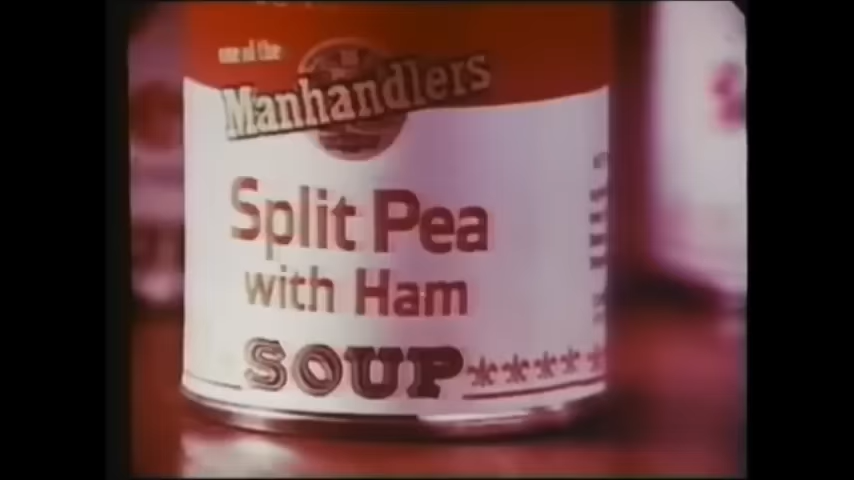 one of the
Manhandlers
Split Pea
with Ham
SOUP